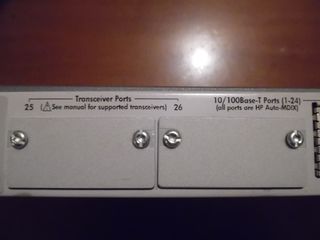 Transceiver Ports
25 (⚠See manual for supported transceivers) 26
10/100Base-T Ports (1-24)
(all ports are HP Auto-MDIX)